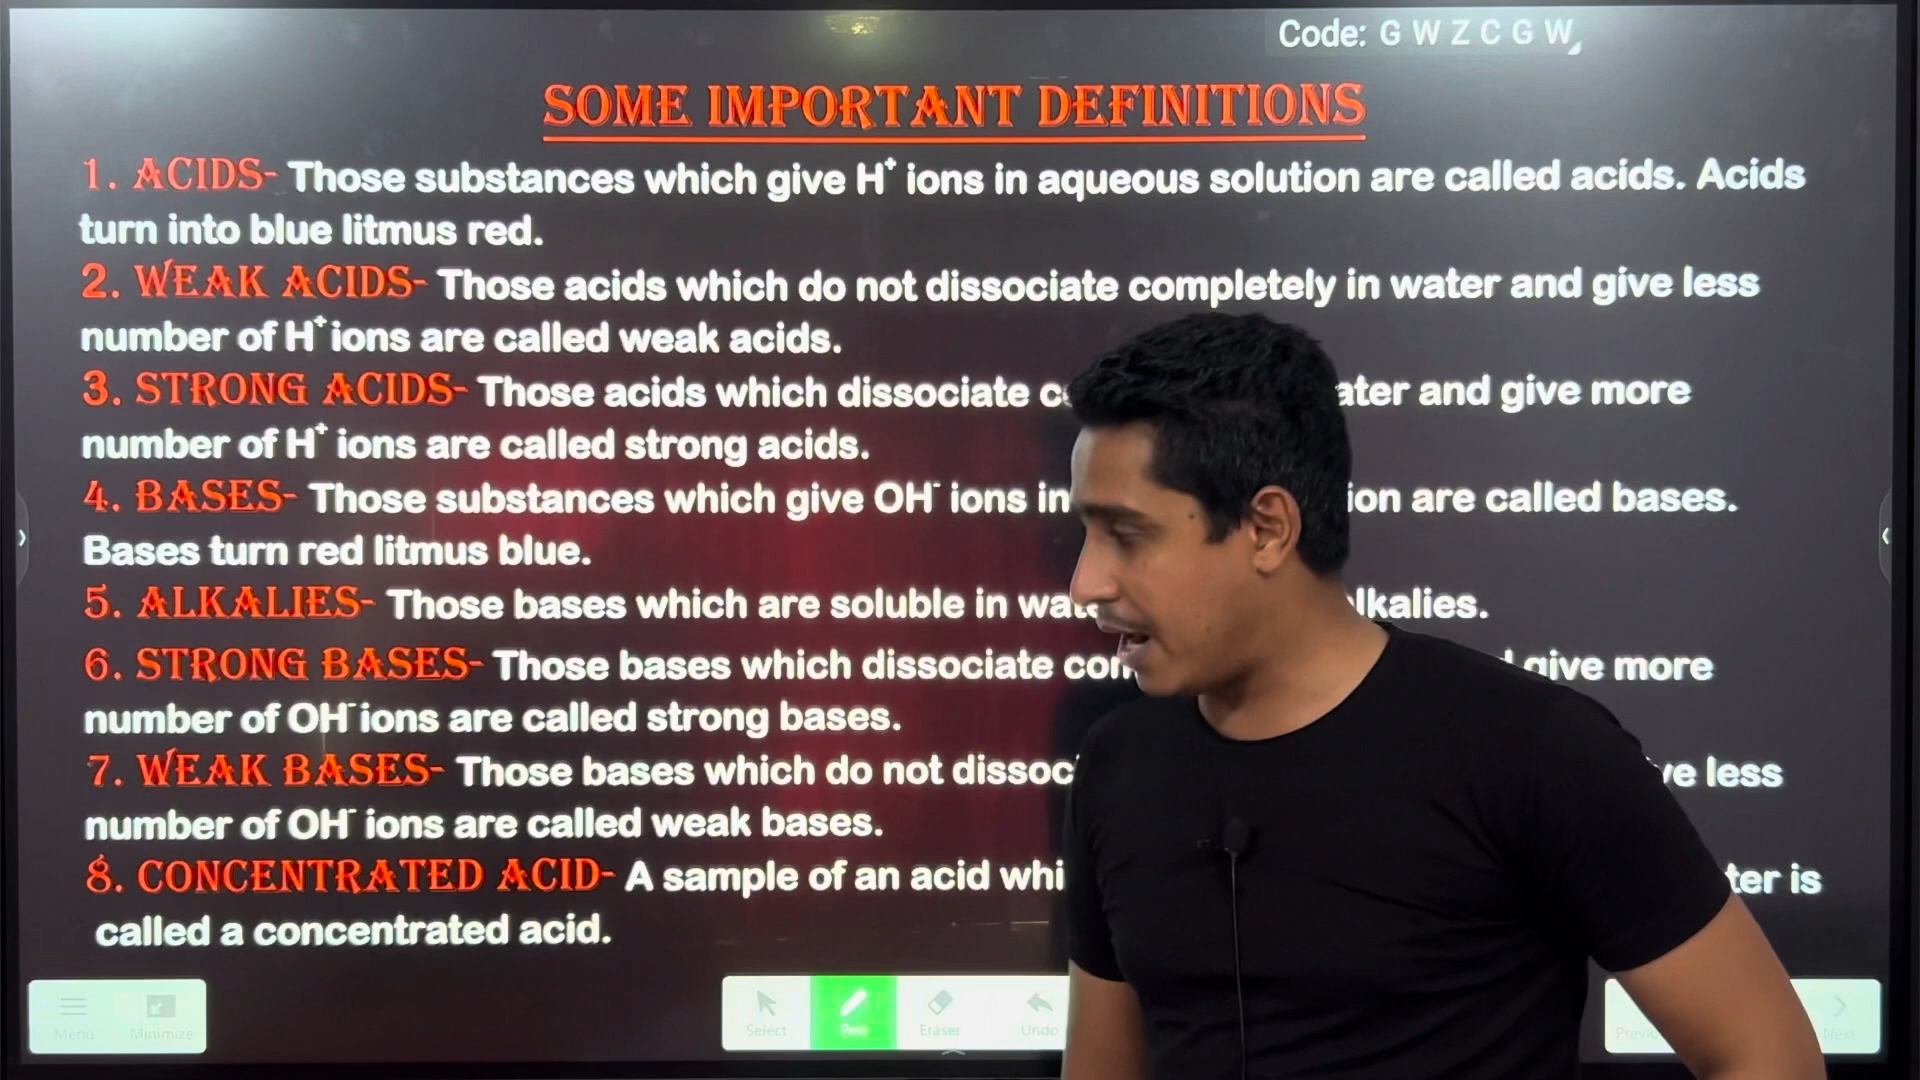 Code: G W Z C G W
SOME IMPORTANT DEFINITIONS
1. ACIDS- Those substances which give H⁺ ions in aqueous solution are called acids. Acids
turn into blue litmus red.
2. WEAK ACIDS- Those acids which do not dissociate completely in water and give less
number of H⁺ ions are called weak acids.
3. STRONG ACIDS- Those acids which dissociate and give more
number of H⁺ ions are called strong acids.
4. BASES- Those substances which give OH⁻ ions in are called bases.
Bases turn red litmus blue.
5. ALKALIES- Those bases which are soluble in
6. STRONG BASES- Those bases which dissociate give more
number of OH⁻ ions are called strong bases.
7. WEAK BASES- Those bases which do not less
number of OH⁻ ions are called weak bases.
8. CONCENTRATED ACID- A sample of an acid is
called a concentrated acid.
Menu Minimize Select Pen Eraser Undo Next